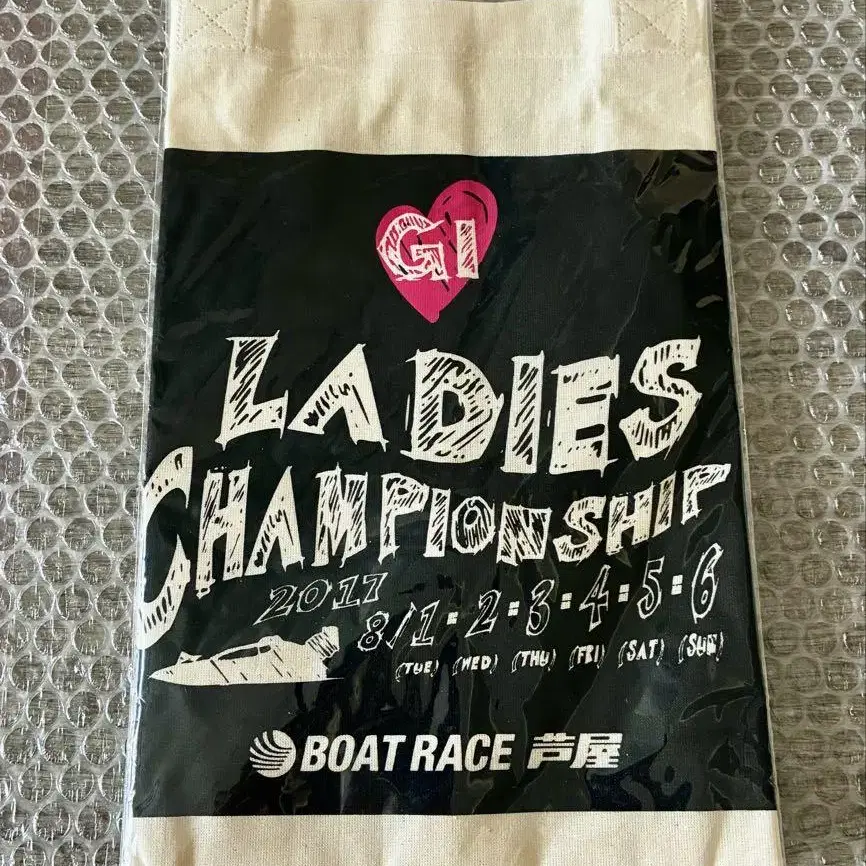 GI
LADIES
CHAMPIONSHIP
2017
8/1 2 3 4 5 6
(TUE) (WED) (THU) (FRI) (SAT) (SUN)
BOAT RACE 芦屋